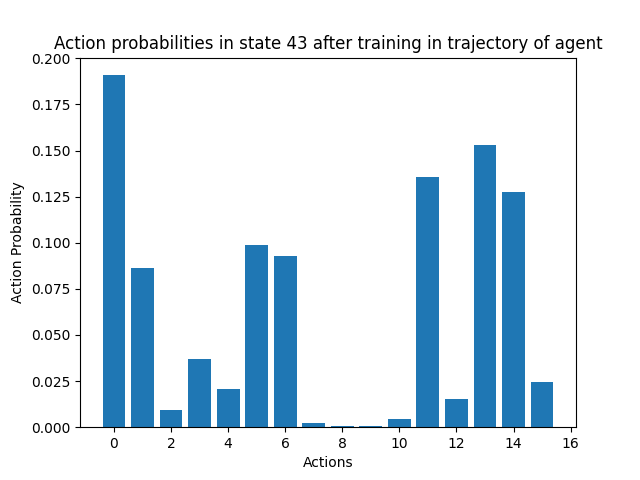 Action probabilities in state 43 after training in trajectory of agent
0.200
0.175
0.150
0.125
0.100
0.075
0.050
0.025
0.000
Action Probability
0 2 4 6 8 10 12 14 16
Actions